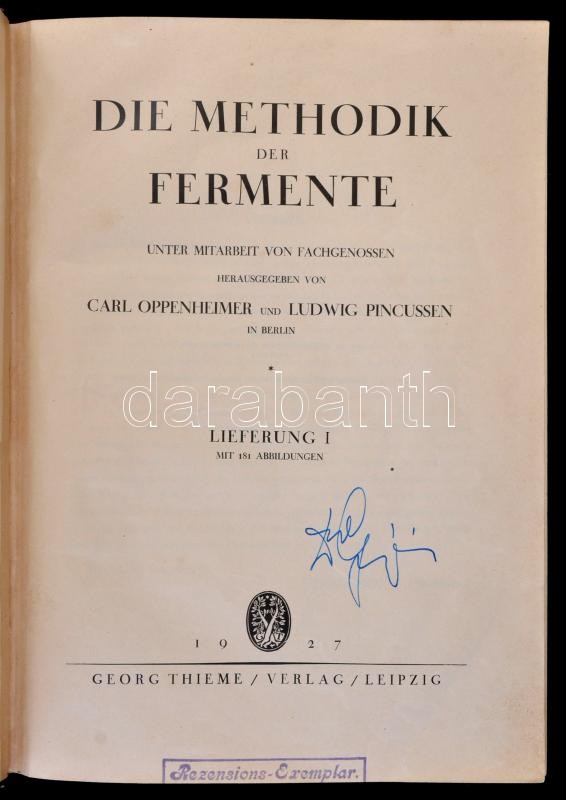 DIE METHODIK
DER
FERMENTE
UNTER MITARBEIT VON FACHGENOSSEN
HERAUSGEGEBEN VON
CARL OPPENHEIMER UND LUDWIG PINCUSSEN
IN BERLIN
*
darabanth
LIEFERUNG I
MIT 181 ABBILDUNGEN
1927
GEORG THIEME / VERLAG / LEIPZIG
Rezensions-Exemplar.